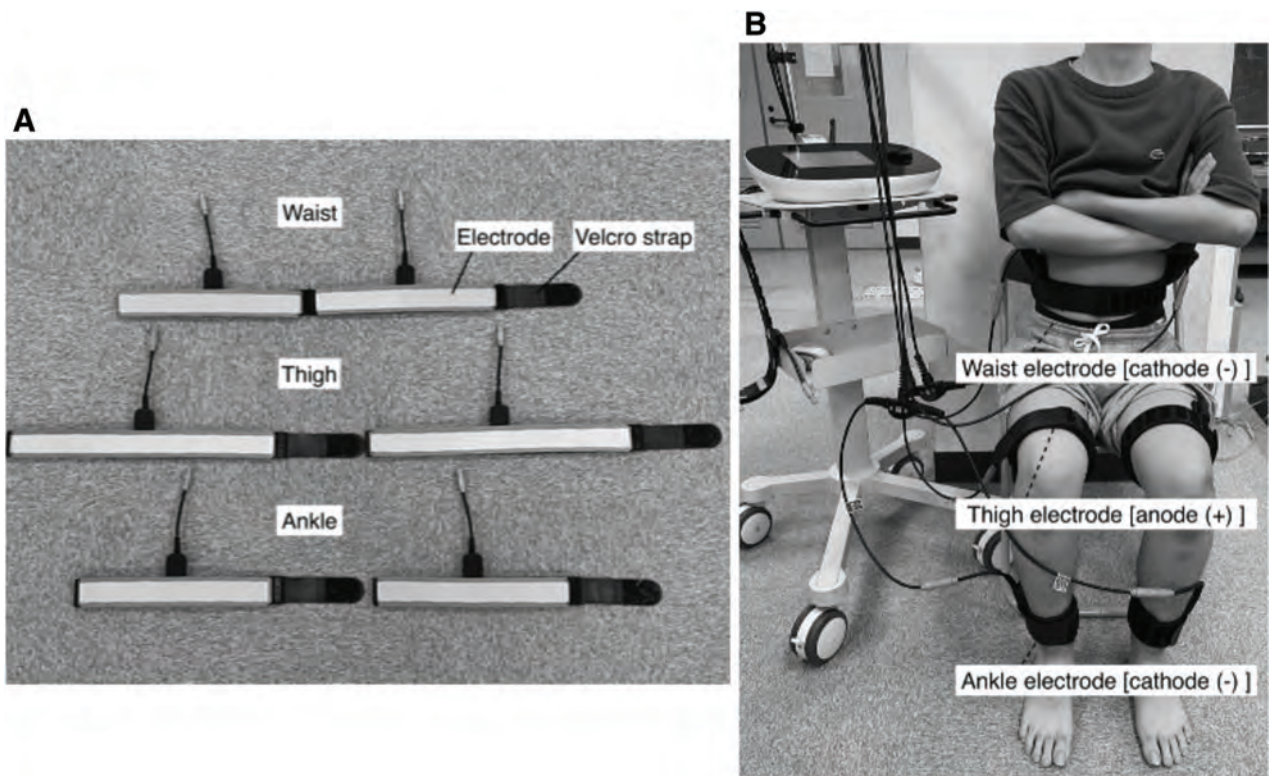 A
Waist
Electrode
Velcro strap
Thigh
Ankle
B
Waist electrode [cathode (-) ]
Thigh electrode [anode (+) ]
Ankle electrode [cathode (-) ]